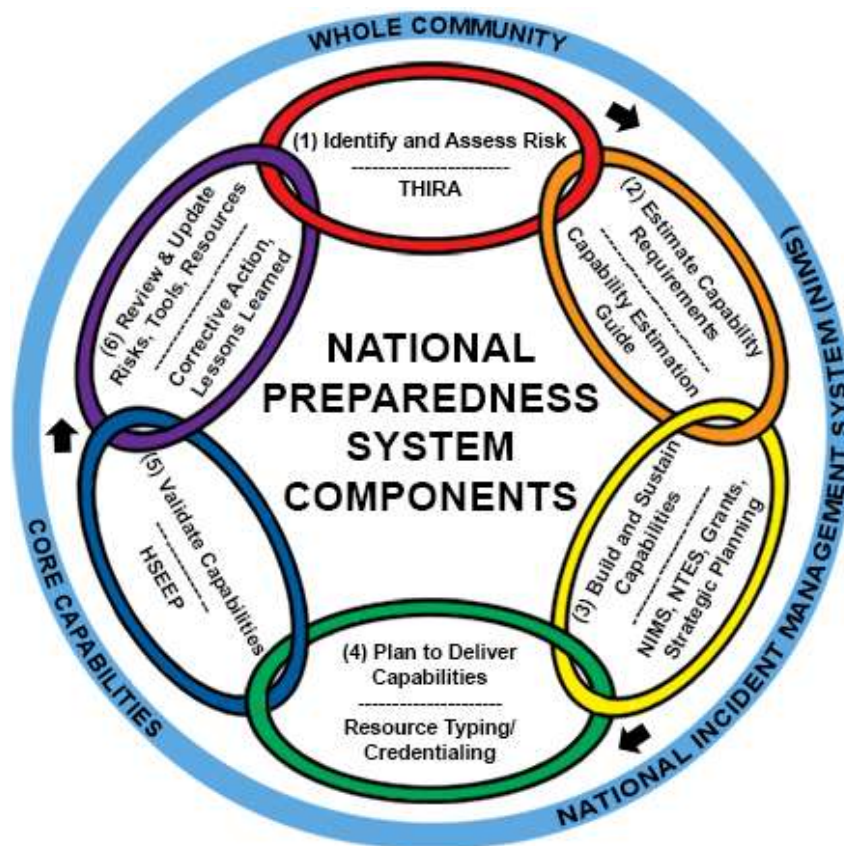 WHOLE COMMUNITY
(1) Identify and Assess Risk
------------------------
THIRA
(2) Estimate Capability
Requirements
------------------------
Capability Estimation
Guide
(3) Build and Sustain
Capabilities
------------------------
NIMS, NTES, Grants,
Strategic Planning
(4) Plan to Deliver
Capabilities
----------------------
Resource Typing/
Credentialing
(5) Validate Capabilities
--------------
HSEEP
(6) Review & Update
Risks, Tools, Resources
------------------------
Corrective Action,
Lessons Learned
NATIONAL
PREPAREDNESS
SYSTEM
COMPONENTS
NATIONAL INCIDENT MANAGEMENT SYSTEM (NIMS)
CORE CAPABILITIES